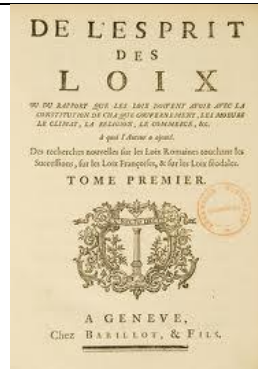 DE L'ESPRIT
DES
LOIX
OU DU RAPPORT QUE LES LOIX DOIVENT AVOIR AVEC LA
CONSTITUTION DE CHAQUE GOUVERNEMENT, LES MOEURS
LE CLIMAT, LA RELIGION, LE COMMERCE, &c.
à quoi l'Auteur a ajouté.
Des recherches nouvelles sur les Loix Romaines touchant les
Successions, sur les Loix Françoises, & sur les Loix féodales.
TOME PREMIER.
A GENEVE,
Chez BARILLOT, & FILS.